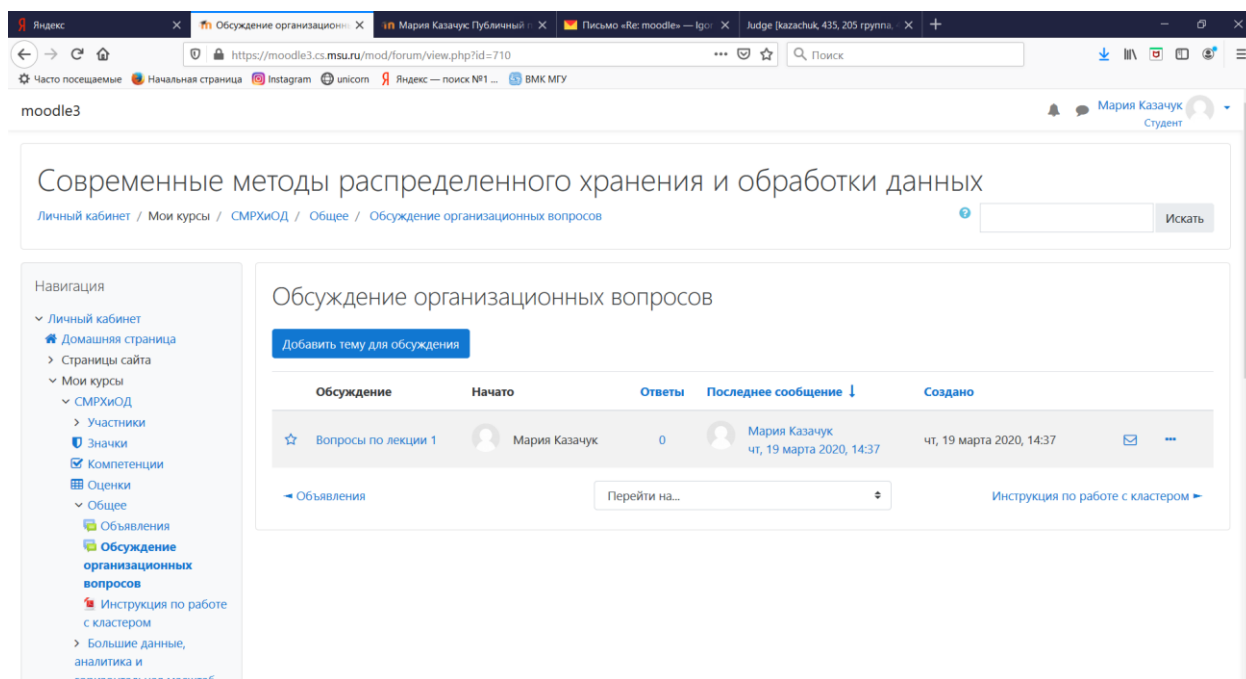 Яндекс
Обсуждение организационн
Мария Казачук: Публичный п
Письмо «Re: moodle» — Igor
Judge [kazachuk, 435, 205 группа,
https://moodle3.cs.msu.ru/mod/forum/view.php?id=710
Поиск
Часто посещаемые
Начальная страница
Instagram
unicorn
Яндекс — поиск №1 ...
ВМК МГУ
moodle3
Мария Казачук
Студент
Современные методы распределенного хранения и обработки данных
Личный кабинет / Мои курсы / СМРХиОД / Общее / Обсуждение организационных вопросов
Искать
Навигация
Личный кабинет
Домашняя страница
Страницы сайта
Мои курсы
СМРХиОД
Участники
Значки
Компетенции
Оценки
Общее
Объявления
Обсуждение
организационных
вопросов
Инструкция по работе
с кластером
Большие данные,
аналитика и
Обсуждение организационных вопросов
Добавить тему для обсуждения
Обсуждение Начато Ответы Последнее сообщение ↓ Создано
Вопросы по лекции 1 Мария Казачук 0 Мария Казачук чт, 19 марта 2020, 14:37
чт, 19 марта 2020, 14:37
◄ Объявления
Перейти на...
Инструкция по работе с кластером ►